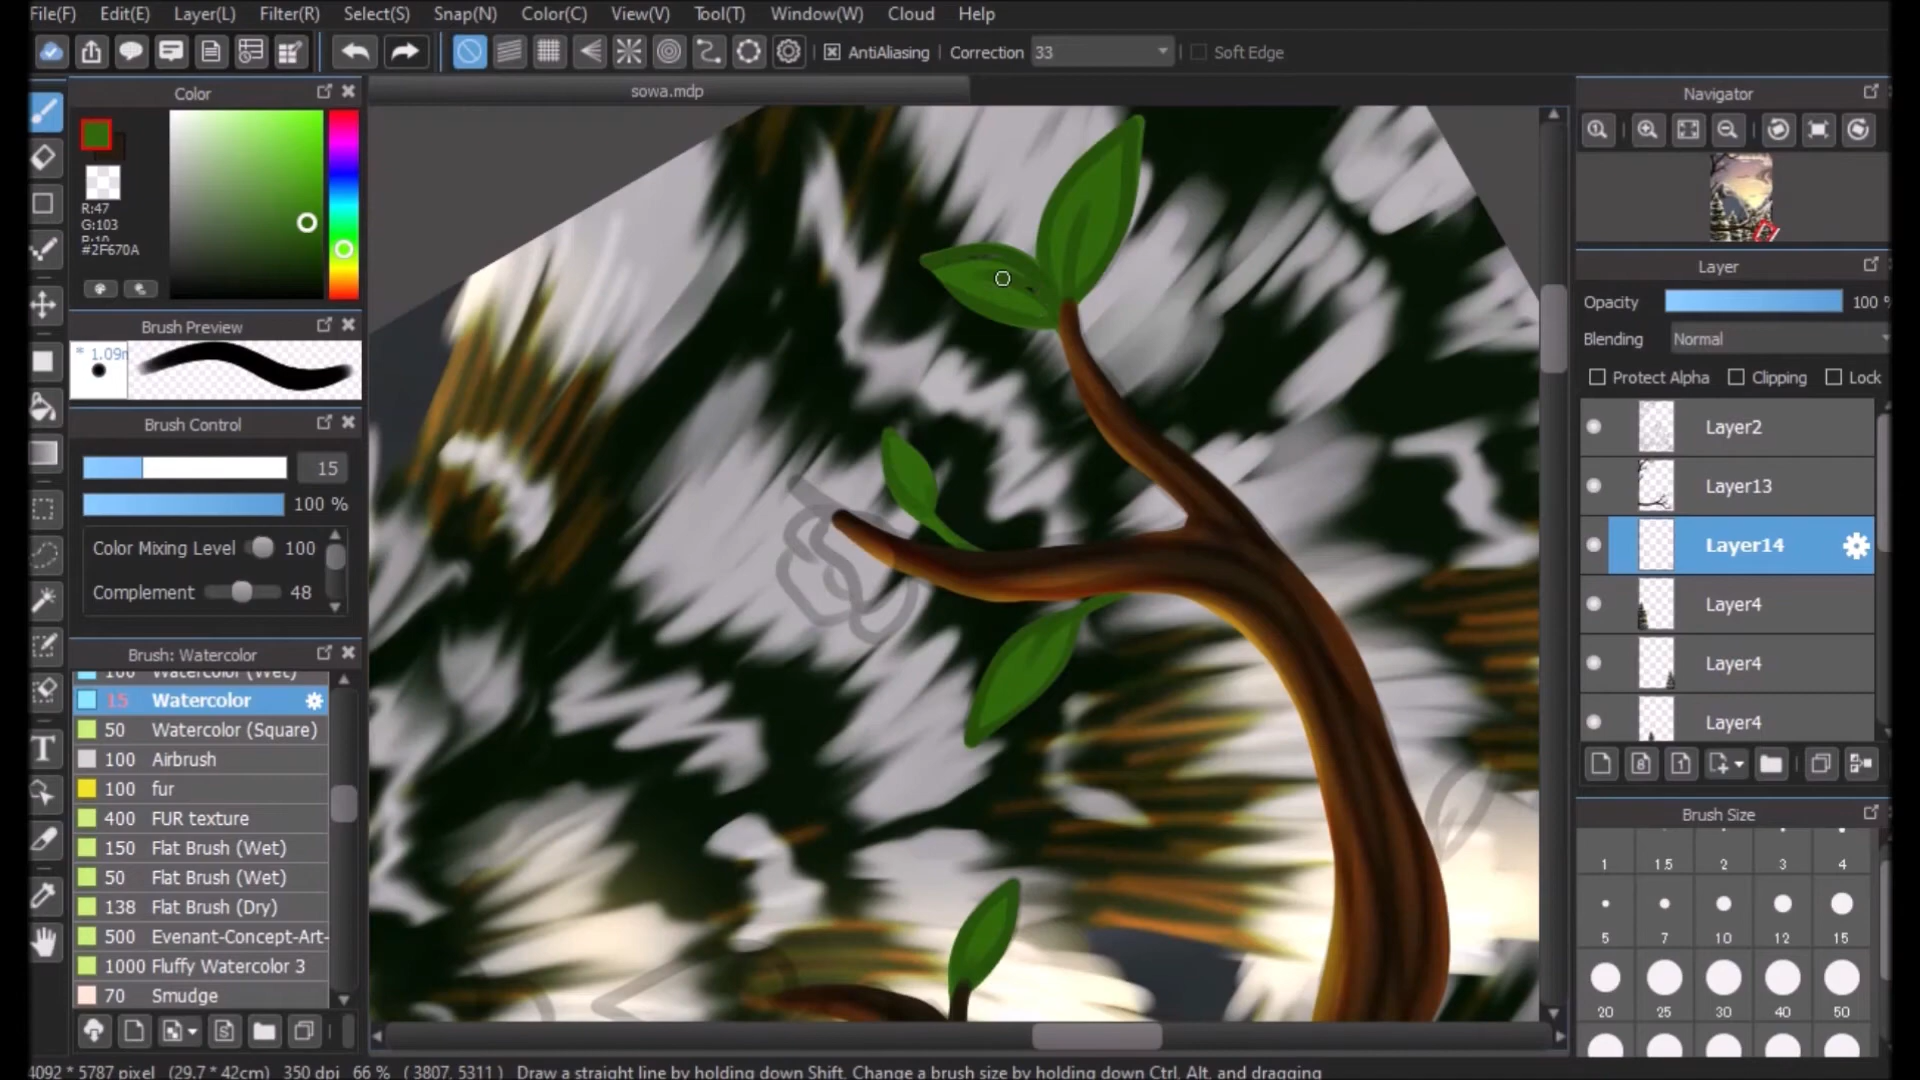 File(F) Edit(E) Layer(L) Filter(R) Select(S) Snap(N) Color(C) View(V) Tool(T) Window(W) Cloud Help
AntiAliasing Correction 33 Soft Edge
Color
sowa.mdp
R:47
G:103
#2F670A
Brush Preview
* 1.09m
Brush Control
15
100 %
Color Mixing Level 100
Complement 48
Brush: Watercolor
100 Watercolor (Wet)
15 Watercolor
50 Watercolor (Square)
100 Airbrush
100 fur
400 FUR texture
150 Flat Brush (Wet)
50 Flat Brush (Wet)
138 Flat Brush (Dry)
500 Evenant-Concept-Art-
1000 Fluffy Watercolor 3
70 Smudge
Navigator
Layer
Opacity 100 %
Blending Normal
Protect Alpha Clipping Lock
Layer2
Layer13
Layer14
Layer4
Layer4
Layer4
Brush Size
1 1.5 2 3 4
5 7 10 12 15
20 25 30 40 50
4092 * 5787 pixel (29.7 * 42cm) 350 dpi 66 % ( 3807, 5311 ) Draw a straight line by holding down Shift, Change a brush size by holding down Ctrl, Alt, and dragging